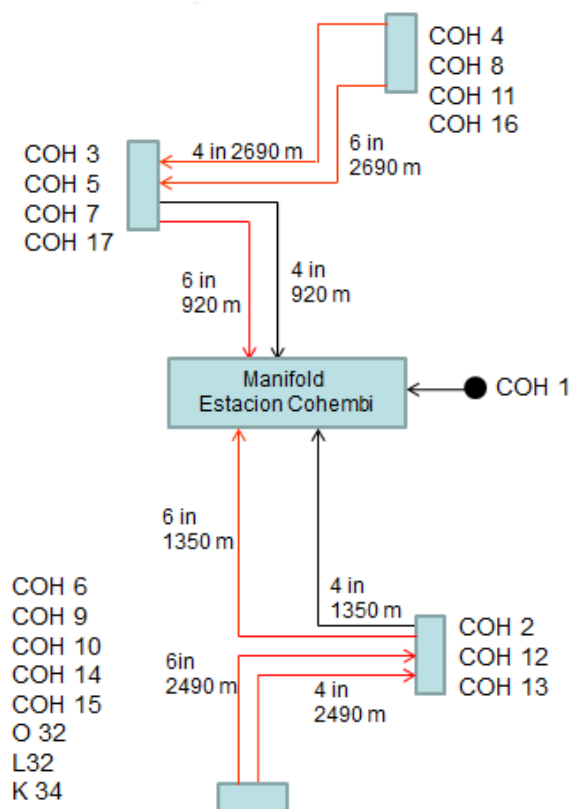 COH 4
COH 8
COH 11
COH 16
4 in 2690 m
6 in
2690 m
COH 3
COH 5
COH 7
COH 17
6 in
920 m
4 in
920 m
Manifold
Estacion Cohembi
COH 1
6 in
1350 m
4 in
1350 m
COH 6
COH 9
COH 10
COH 14
COH 15
O 32
L32
K 34
6in
2490 m
4 in
2490 m
COH 2
COH 12
COH 13